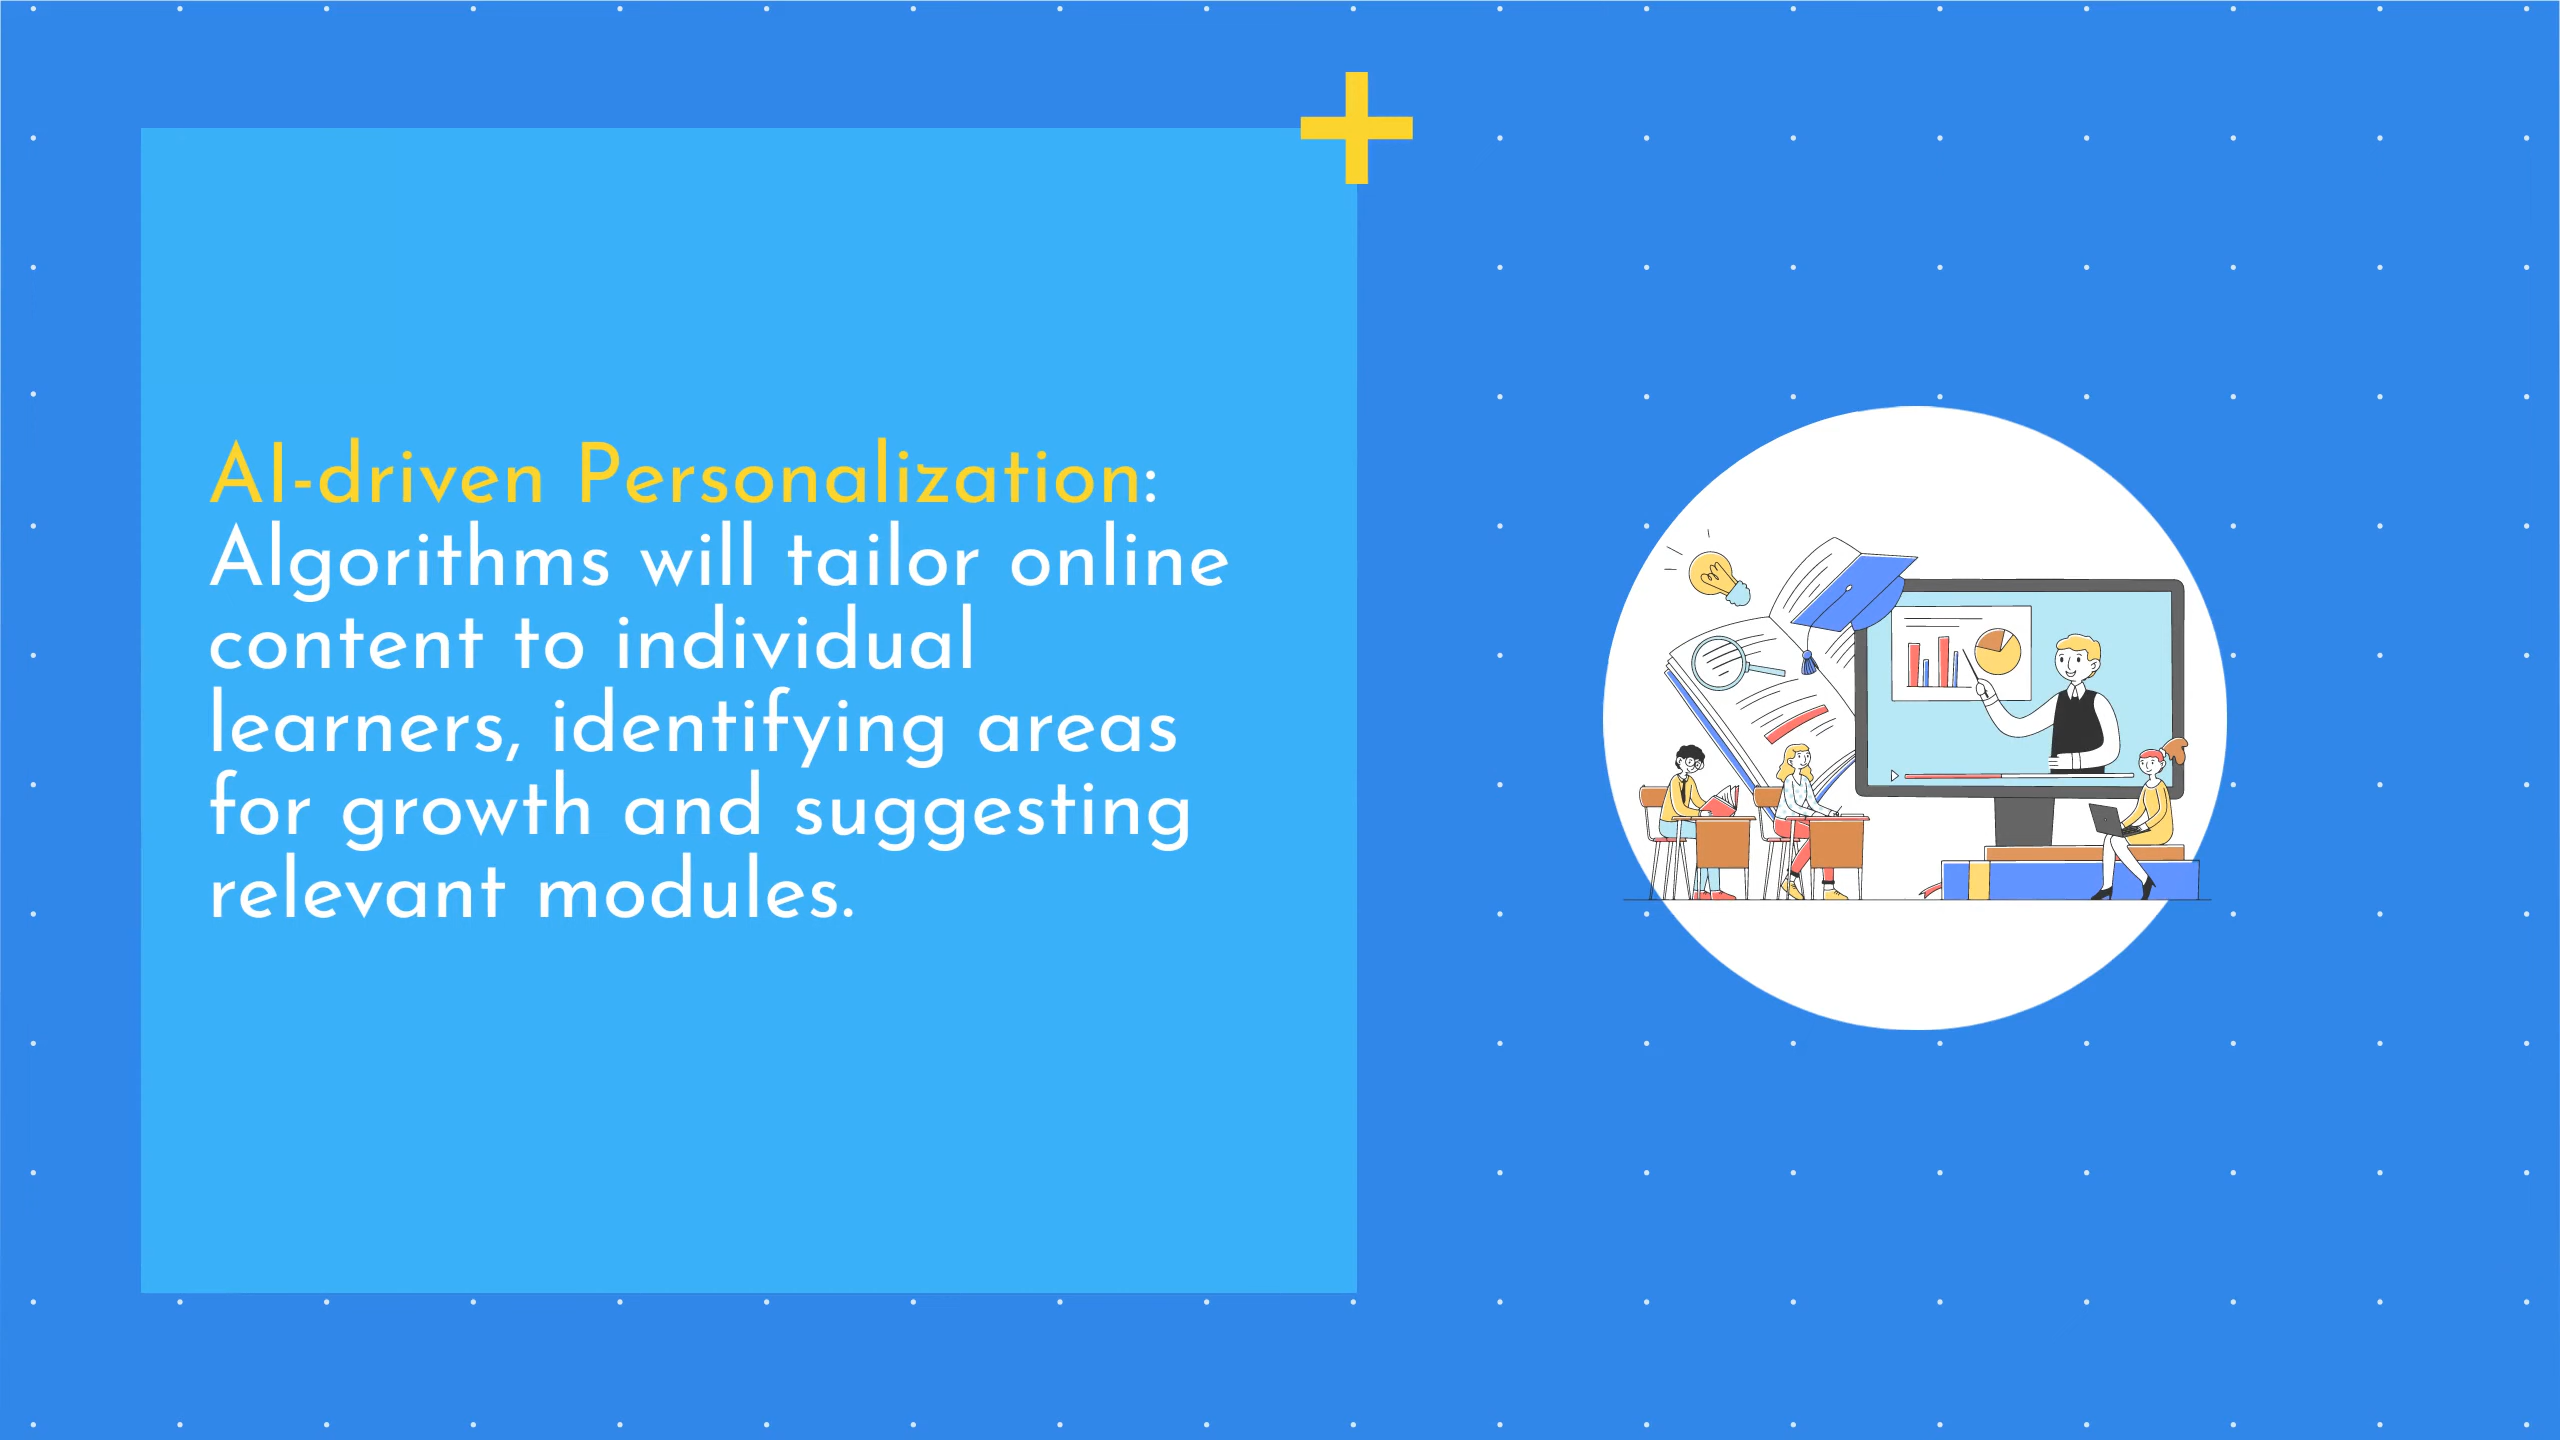 AI-driven Personalization:
Algorithms will tailor online
content to individual
learners, identifying areas
for growth and suggesting
relevant modules.